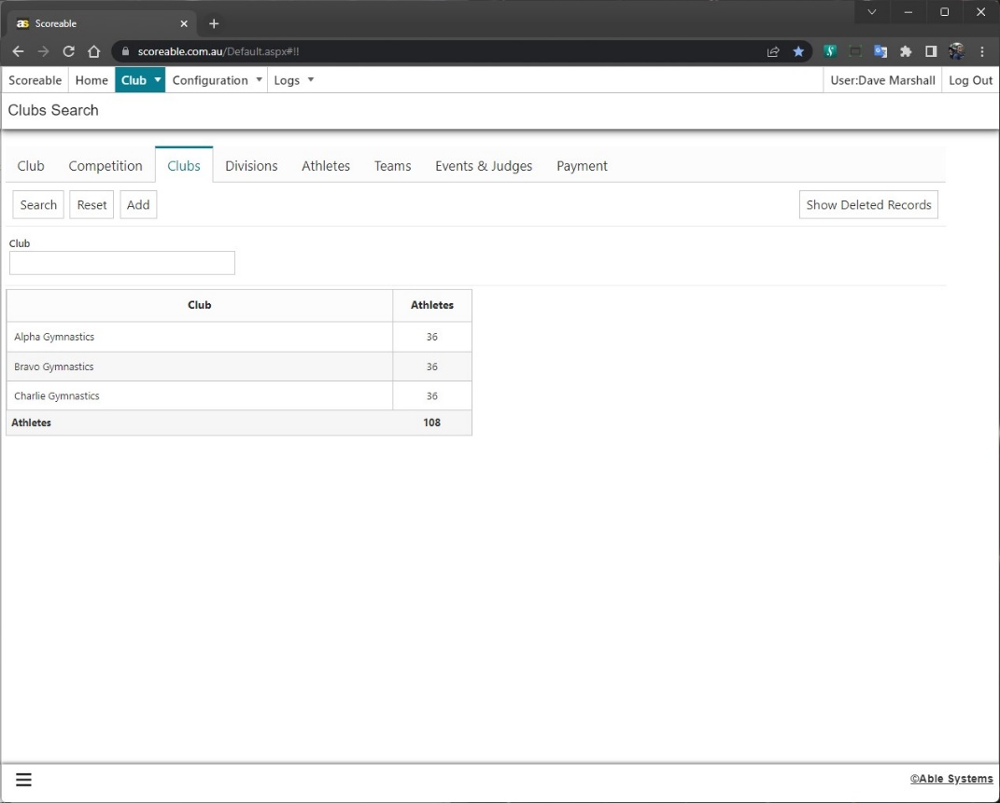 Scoreable
scoreable.com.au/Default.aspx#!!
Scoreable Home Club Configuration Logs User:Dave Marshall Log Out
Clubs Search
Club Competition Clubs Divisions Athletes Teams Events & Judges Payment
Search Reset Add Show Deleted Records
Club
Club Athletes
Alpha Gymnastics 36
Bravo Gymnastics 36
Charlie Gymnastics 36
Athletes 108
©Able Systems